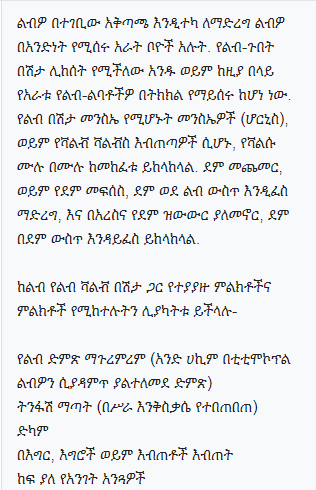 ልብዎ በተገቢው አቅጣጫ እንዲተካ ለማድረግ ልብዎ
በአንድነት የሚሰሩ አራት ቦዮች አሉት. የልብ-ጉበት
በሽታ ሊከሰት የሚችለው አንዱ ወይም ከዚያ በላይ
የአራቱ የልብ-ልባቶችዎ በትክክል የማይሰሩ ከሆነ ነው.
የልብ በሽታ መንስኤ የሚሆኑት መንስኤዎች (ሆርኒስ),
ወይም የቫልቭ ቫልቭስ እብጠጣዎች ሲሆኑ, የቫልሱ
ሙሉ በሙሉ ከመከፈቱ ይከላከላል. ደም መጨመር,
ወይም የደም መፍሰስ, ደም ወደ ልብ ውስጥ እንዲፈስ
ማድረግ, እና በአረስና የደም ዝውውር ያለመኖር, ደም
በደም ውስጥ እንዳይፈስ ይከላከላል.
ከልብ የልብ ቫልቭ በሽታ ጋር የተያያዙ ምልክቶችና
ምልክቶች የሚከተሉትን ሊያካትቱ ይችላሉ-
የልብ ድምጽ ማጉረምረም (አንድ ሀኪም በቲቲሞኮጥል
ልብዎን ሲያዳምጥ ያልተለመደ ድምጽ)
ትንፋሽ ማጣት (በሥራ እንቅስቃሴ የተበጠበጠ)
ድካም
በእግር, እግሮች ወይም እብጠቶች እብጠት
ከፍ ያለ የአንገት አንጓዎች